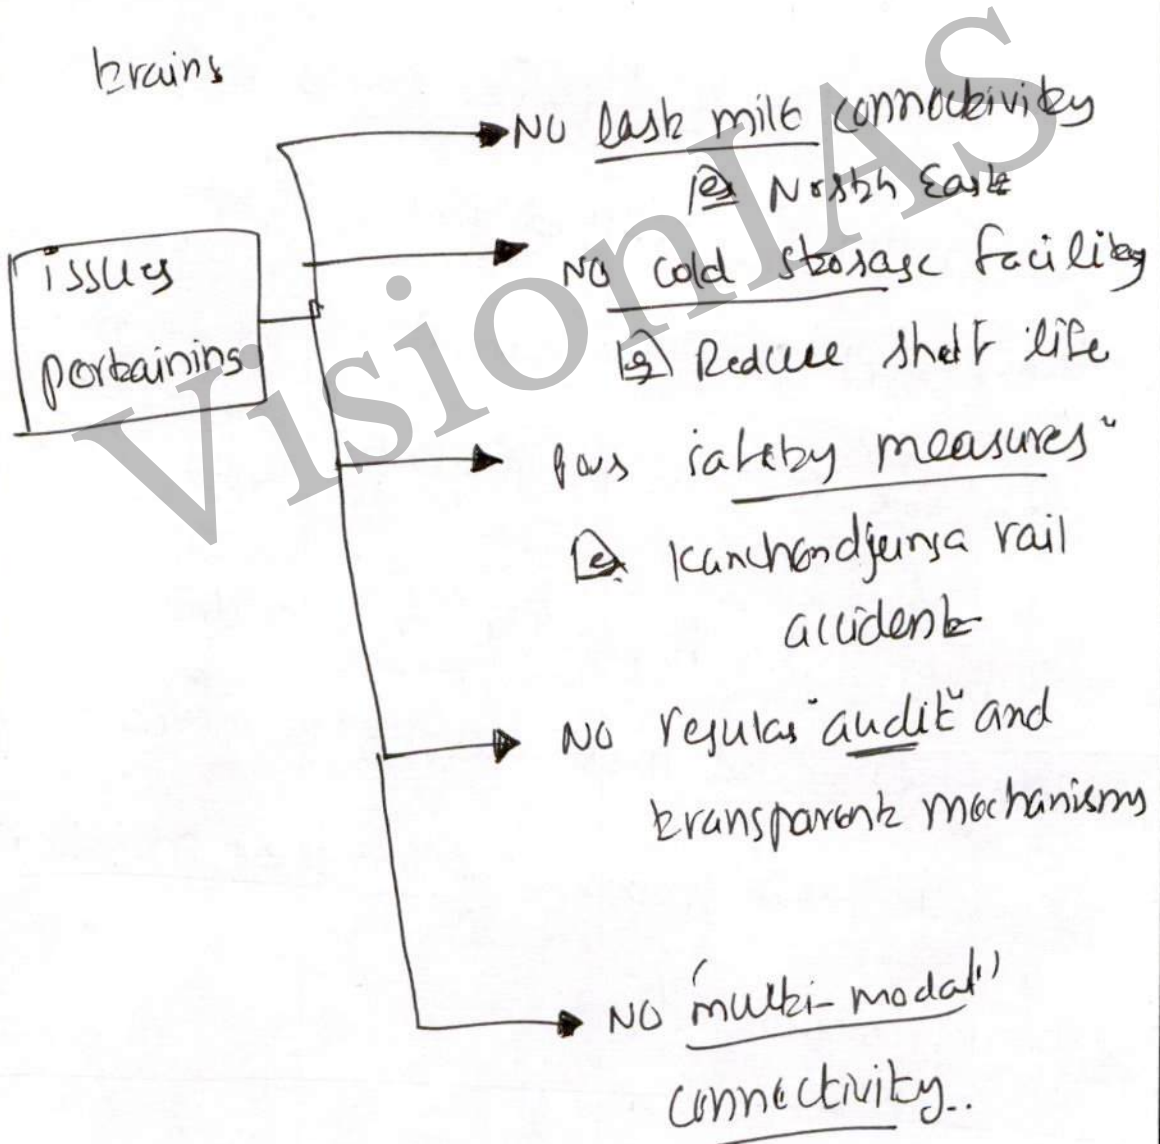 trains
No last mile connectivity
eg North East
issues
pertaining
No cold storage facility
eg Reduce shelf life
poor safety measures"
eg Kanchandjunga rail
accident
No regular "audit" and
transparent mechanisms
No "multi-modal"
connectivity..
VisionIAS